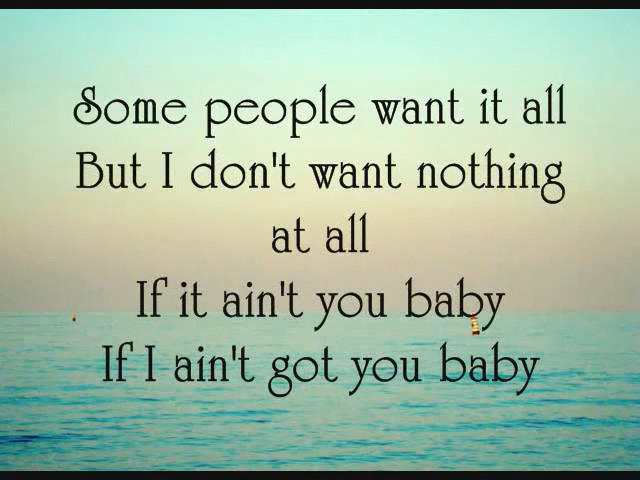 Some people want it all
But I don't want nothing
at all
If it ain't you baby
If I ain't got you baby